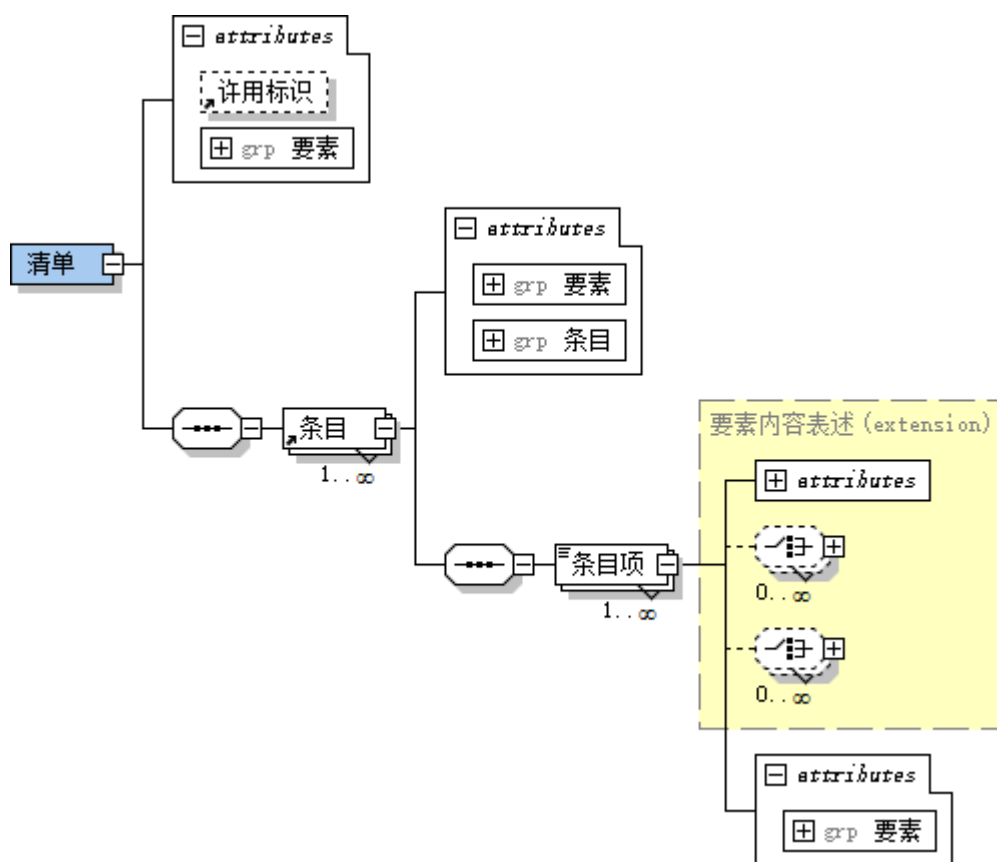 attributes
许用标识
grp 要素
清单
attributes
grp 要素
grp 条目
条目
1..∞
要素内容表述 (extension)
attributes
0..∞
条目项
1..∞
0..∞
attributes
grp 要素